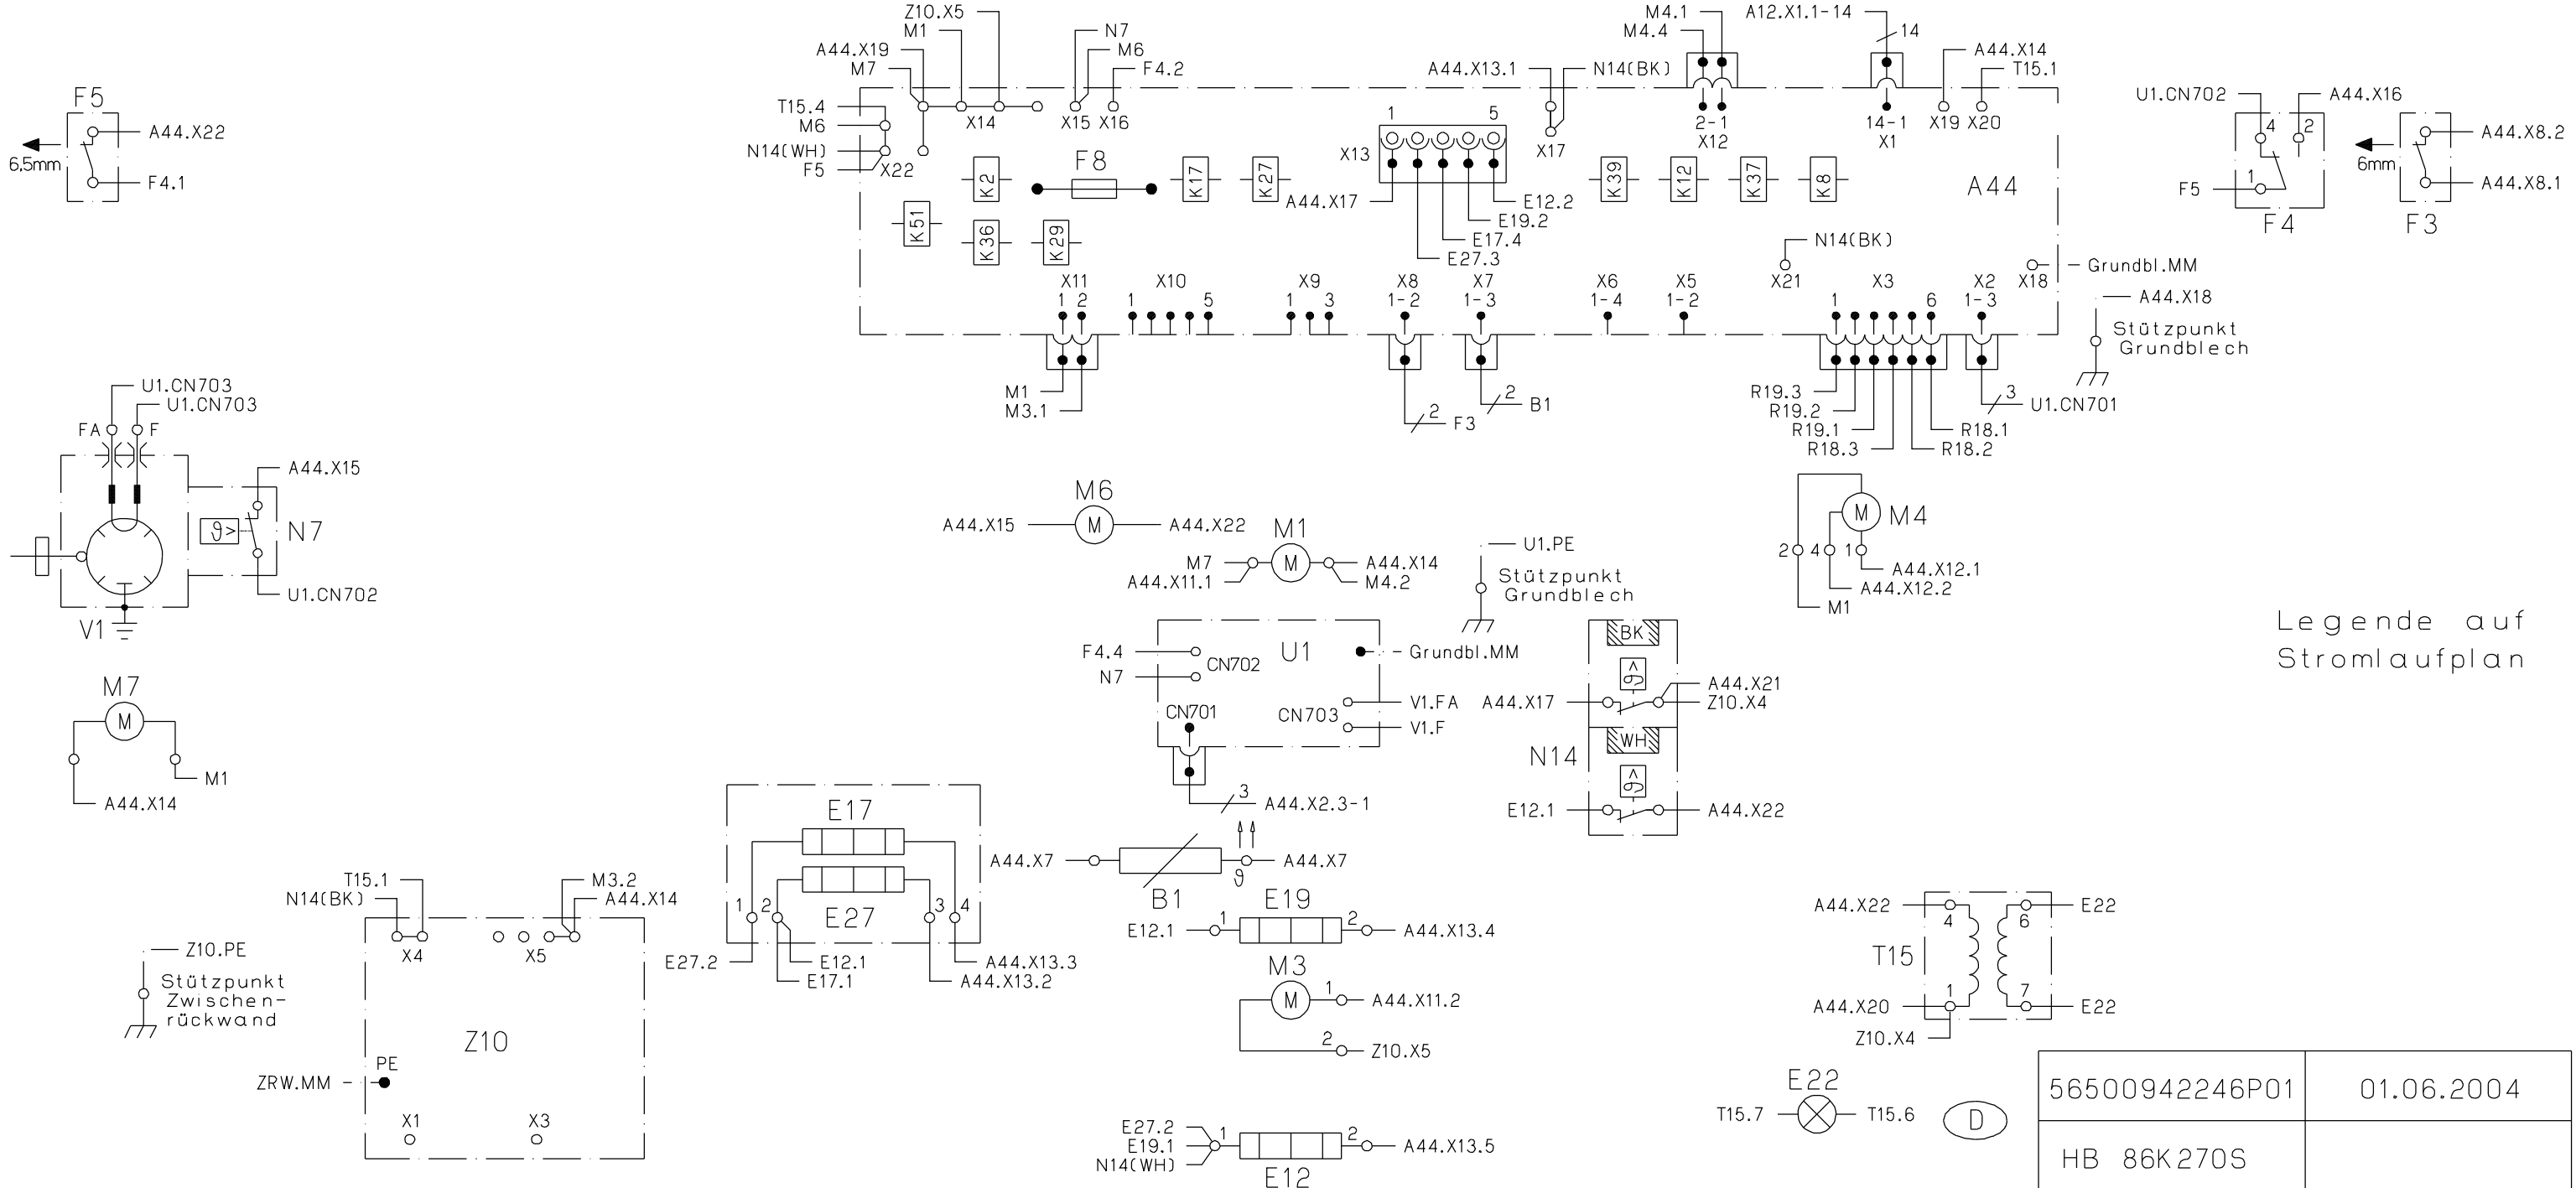 Z10.X5
M1
A44.X19
M7
N7
M6
F4.2
M4.1
M4.4
A12.X1.1-14
14
A44.X13.1
N14(BK)
A44.X14
T15.1
F5
A44.X22
6,5mm
F4.1
T15.4
M6
N14(WH)
F5
X22
X14
X15
X16
K2
F8
K17
K27
K51
K36
K29
1
5
X13
A44.X17
E12.2
E19.2
E17.4
E27.3
X17
2-1
X12
14-1
X1
X19
X20
K39
K12
K37
K8
A44
N14(BK)
X21
X18
Grundbl.MM
X11
1 2
X10
1
5
X9
1
3
X8
1-2
X7
1-3
X6
1-4
X5
1-2
X3
1
6
X2
1-3
M1
M3.1
2
F3
2
B1
R19.3
R19.2
R19.1
R18.3
R18.1
R18.2
3
U1.CN701
A44.X18
Stützpunkt
Grundblech
U1.CN702
A44.X16
4
2
1
F5
F4
6mm
A44.X8.2
A44.X8.1
F3
U1.CN703
U1.CN703
FA
F
A44.X15
ϑ>
N7
U1.CN702
V1
M6
A44.X15
M
A44.X22
M1
M7
A44.X11.1
M
A44.X14
M4.2
U1.PE
Stützpunkt
Grundblech
M
M4
2
4
1
A44.X12.1
A44.X12.2
M1
Legende auf
Stromlaufplan
M7
M
M1
A44.X14
F4.4
N7
CN702
U1
Grundbl.MM
CN701
CN703
V1.FA
V1.F
3
A44.X2.3-1
BK
ϑ>
A44.X17
A44.X21
Z10.X4
WH
N14
ϑ>
E12.1
A44.X22
E17
E27
1
2
3
4
E27.2
E12.1
E17.1
A44.X13.3
A44.X13.2
A44.X7
A44.X7
ϑ
B1
E19
E12.1
1
2
A44.X13.4
M3
M
1
A44.X11.2
2
Z10.X5
E27.2
E19.1
N14(WH)
1
2
A44.X13.5
E12
T15.1
N14(BK)
M3.2
A44.X14
X4
X5
Z10.PE
Stützpunkt
Zwischen-
rückwand
Z10
PE
ZRW.MM
X1
X3
A44.X22
4
6
E22
T15
A44.X20
1
7
E22
Z10.X4
E22
T15.7
T15.6
D
56500942246P01
01.06.2004
HB 86K270S